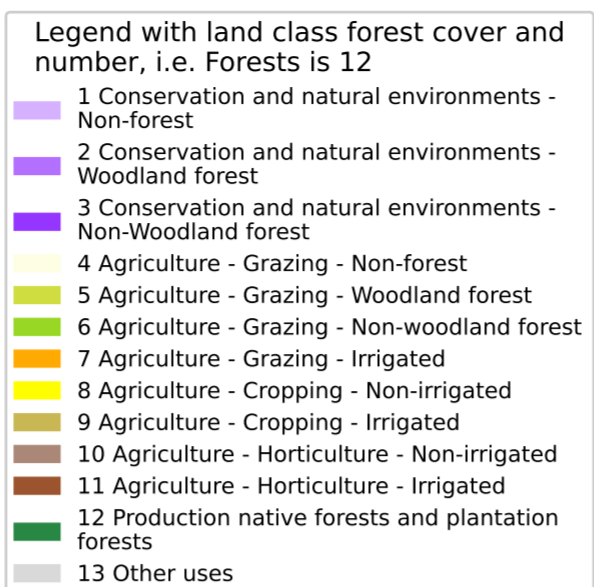 Legend with land class forest cover and
number, i.e. Forests is 12
1 Conservation and natural environments -
Non-forest
2 Conservation and natural environments -
Woodland forest
3 Conservation and natural environments -
Non-Woodland forest
4 Agriculture - Grazing - Non-forest
5 Agriculture - Grazing - Woodland forest
6 Agriculture - Grazing - Non-woodland forest
7 Agriculture - Grazing - Irrigated
8 Agriculture - Cropping - Non-irrigated
9 Agriculture - Cropping - Irrigated
10 Agriculture - Horticulture - Non-irrigated
11 Agriculture - Horticulture - Irrigated
12 Production native forests and plantation
forests
13 Other uses